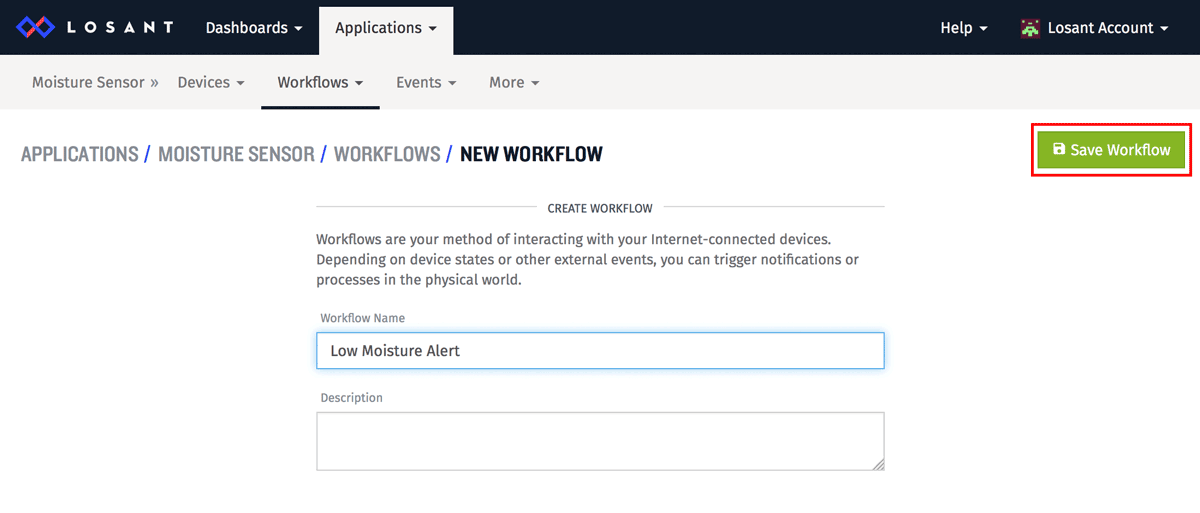 LOSANT Dashboards Applications Help Losant Account
Moisture Sensor » Devices Workflows Events More
APPLICATIONS / MOISTURE SENSOR / WORKFLOWS / NEW WORKFLOW
Save Workflow
CREATE WORKFLOW
Workflows are your method of interacting with your Internet-connected devices.
Depending on device states or other external events, you can trigger notifications or
processes in the physical world.
Workflow Name
Low Moisture Alert
Description